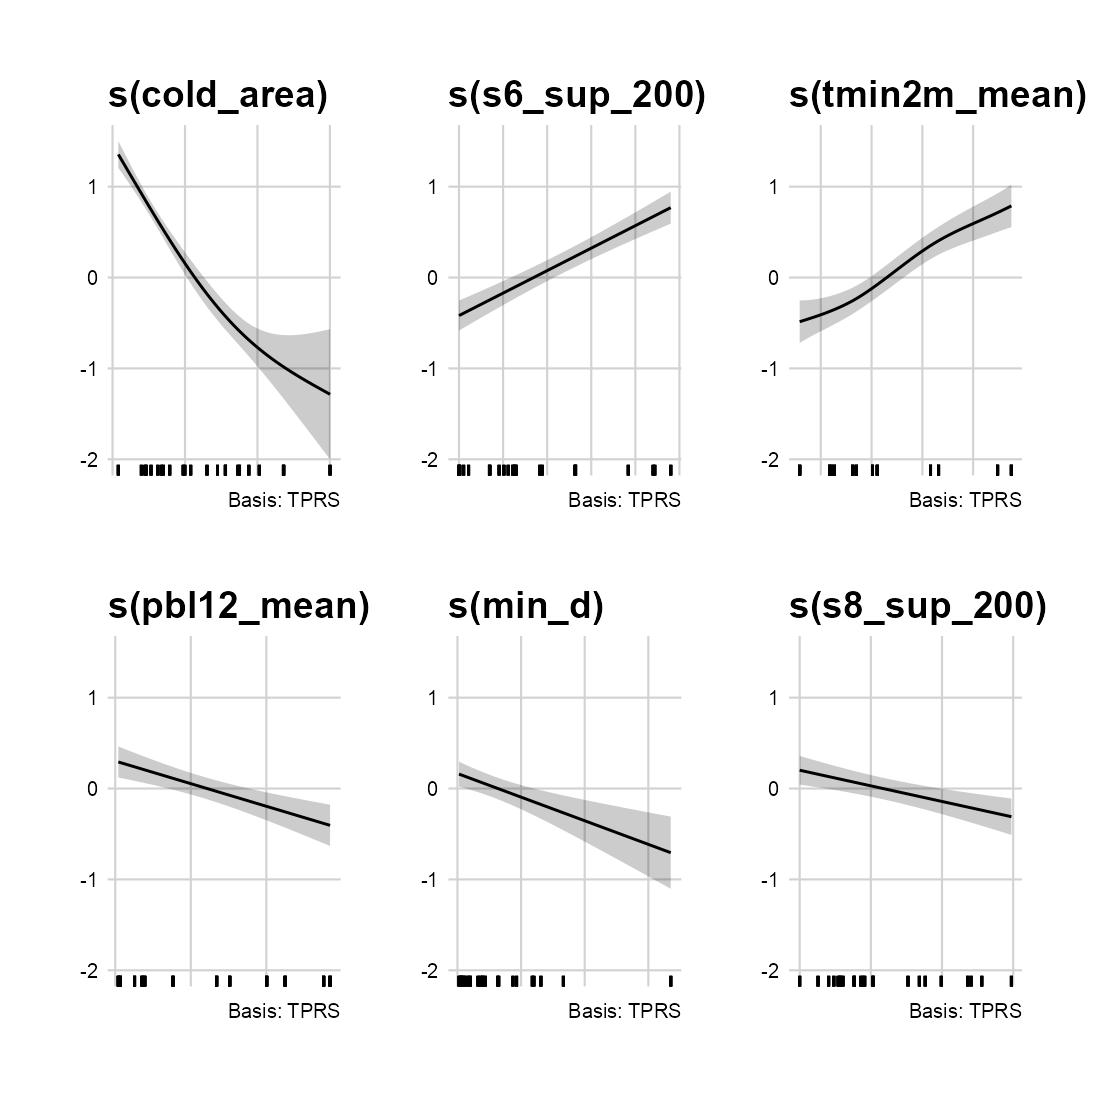 s(cold_area) s(s6_sup_200) s(tmin2m_mean)
1 1 1
0 0 0
-1 -1 -1
-2 -2 -2
Basis: TPRS Basis: TPRS Basis: TPRS
s(pbl12_mean) s(min_d) s(s8_sup_200)
1 1 1
0 0 0
-1 -1 -1
-2 -2 -2
Basis: TPRS Basis: TPRS Basis: TPRS